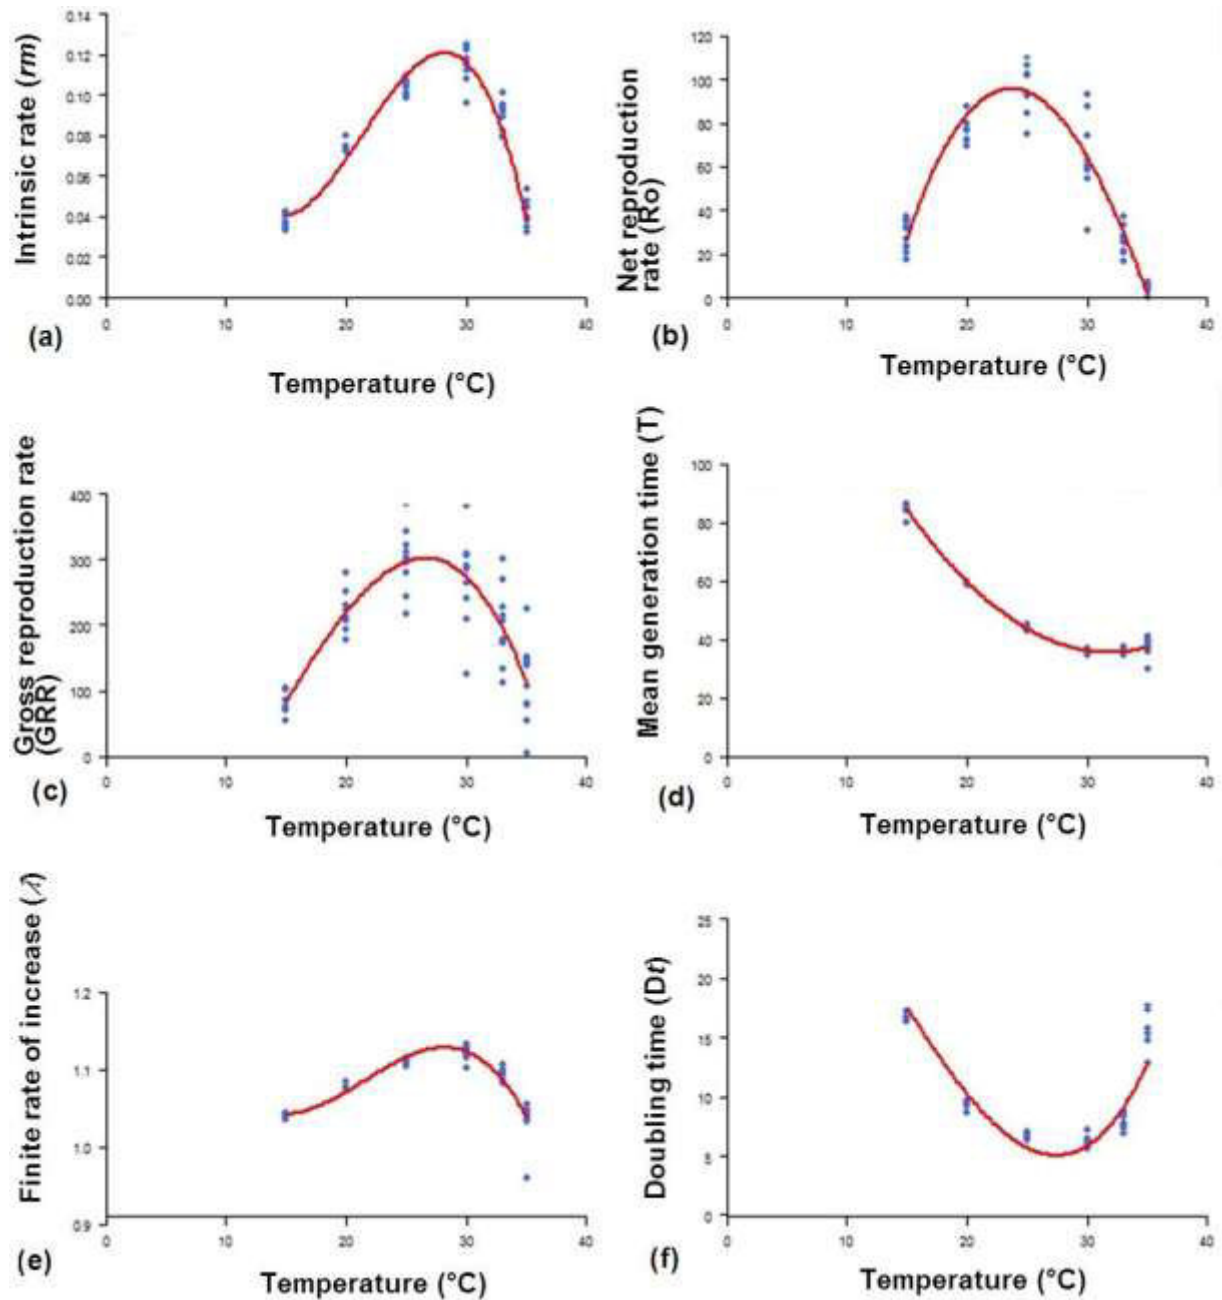 0.14
0.12
0.10
0.08
0.06
0.04
0.02
0.00
Intrinsic rate (rm)
0 10 20 30 40
(a)
Temperature (°C)
120
100
80
60
40
20
0
Net reproduction
rate (Ro)
0 10 20 30 40
(b)
Temperature (°C)
400
300
200
100
0
Gross reproduction rate
(GRR)
0 10 20 30 40
(c)
Temperature (°C)
100
80
60
40
20
0
Mean generation time (T)
0 10 20 30 40
(d)
Temperature (°C)
1.2
1.1
1.0
0.9
Finite rate of increase (λ)
0 10 20 30 40
(e)
Temperature (°C)
25
20
15
10
5
0
Doubling time (Dt)
0 10 20 30 40
(f)
Temperature (°C)